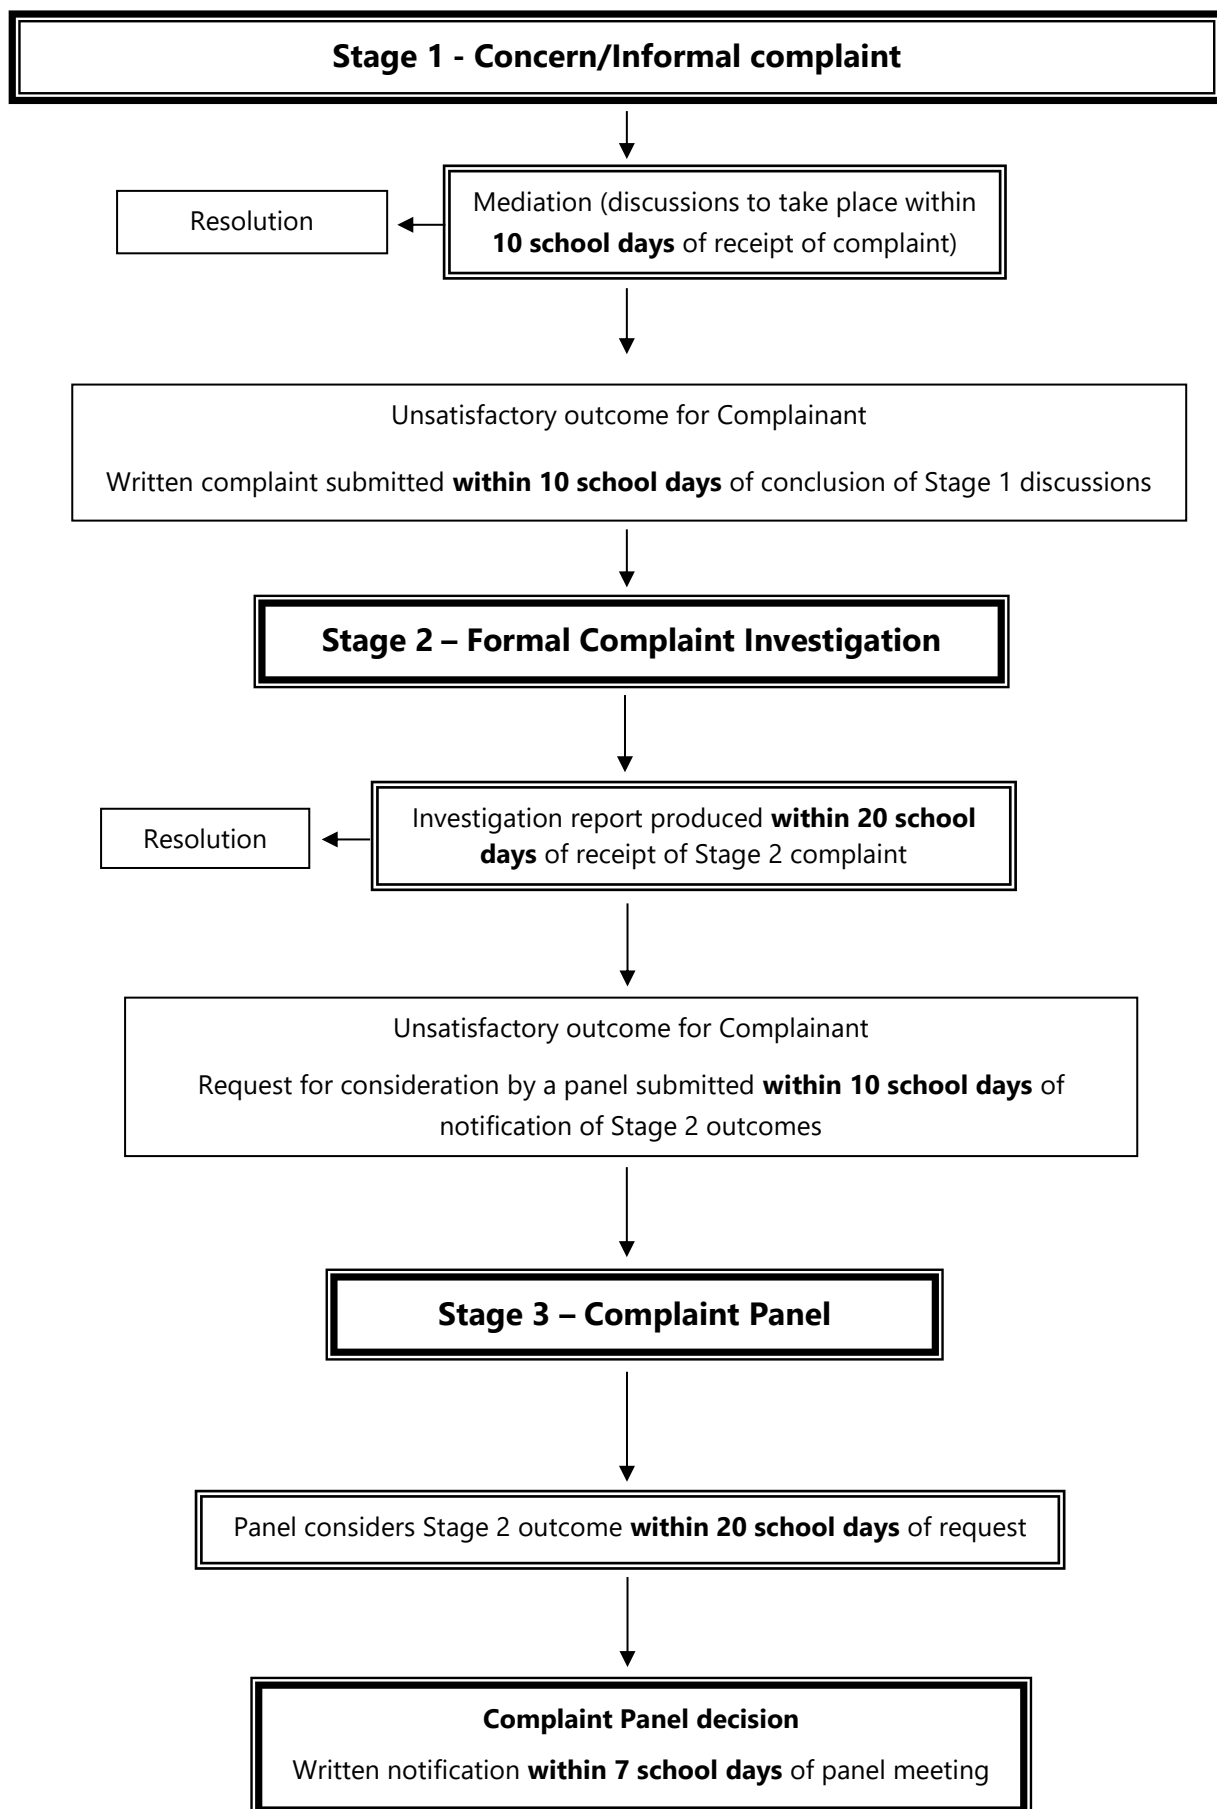 Stage 1 - Concern/Informal complaint
Resolution
Mediation (discussions to take place within
10 school days of receipt of complaint)
Unsatisfactory outcome for Complainant
Written complaint submitted within 10 school days of conclusion of Stage 1 discussions
Stage 2 – Formal Complaint Investigation
Resolution
Investigation report produced within 20 school
days of receipt of Stage 2 complaint
Unsatisfactory outcome for Complainant
Request for consideration by a panel submitted within 10 school days of
notification of Stage 2 outcomes
Stage 3 – Complaint Panel
Panel considers Stage 2 outcome within 20 school days of request
Complaint Panel decision
Written notification within 7 school days of panel meeting